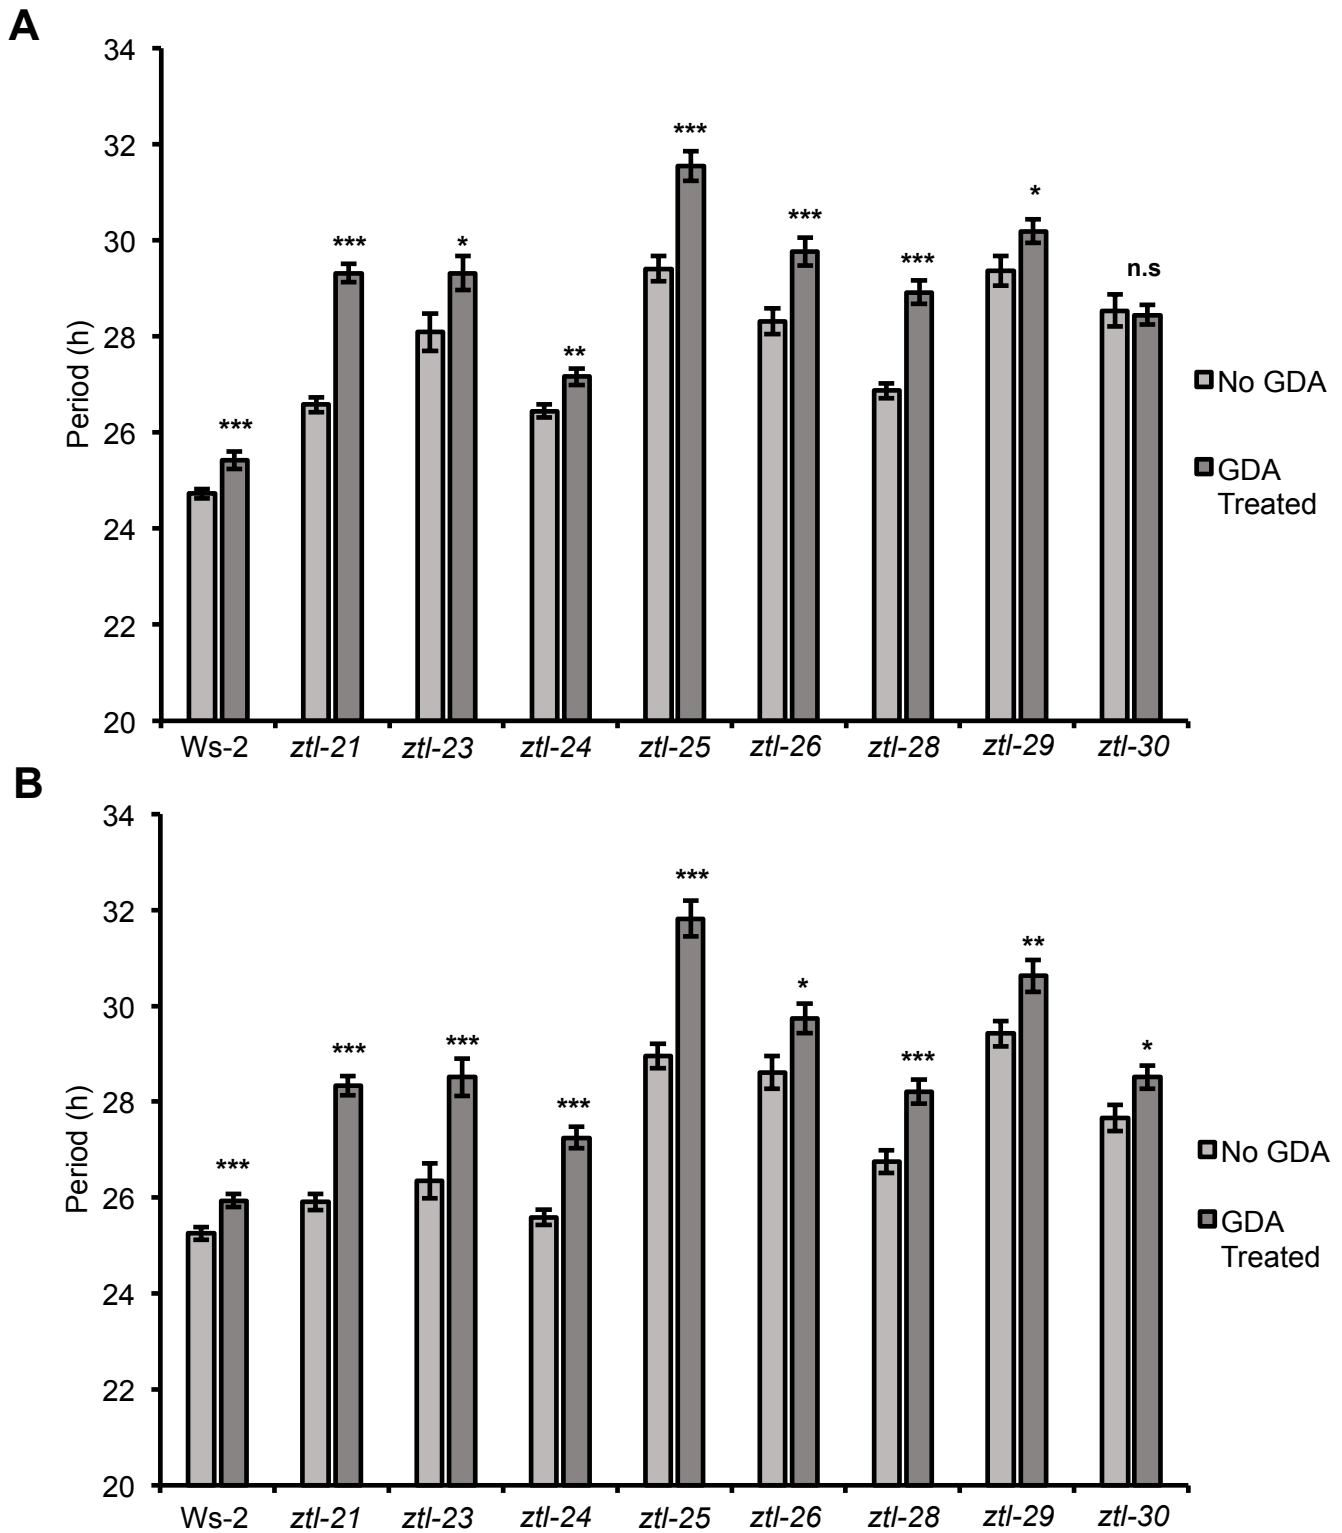 A
34
32
30
28
26
24
22
20
Period (h)
***
***
*
**
***
***
***
*
n.s
No GDA
GDA
Treated
Ws-2 ztl-21 ztl-23 ztl-24 ztl-25 ztl-26 ztl-28 ztl-29 ztl-30
B
34
32
30
28
26
24
22
20
Period (h)
***
***
***
***
***
*
***
**
*
No GDA
GDA
Treated
Ws-2 ztl-21 ztl-23 ztl-24 ztl-25 ztl-26 ztl-28 ztl-29 ztl-30